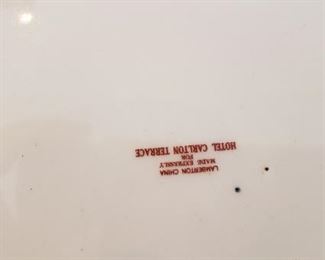 LAMBERTON CHINA
MADE EXPRESSLY
FOR
HOTEL CARLTON TERRACE